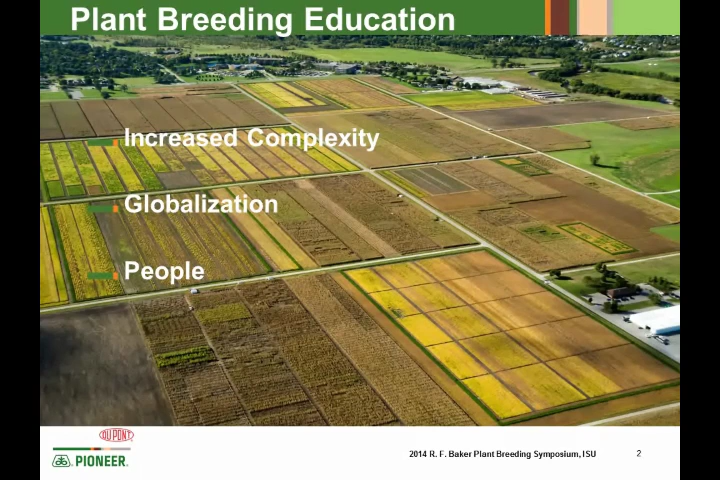 Plant Breeding Education
Increased Complexity
Globalization
People
DUPONT
PIONEER.
2014 R. F. Baker Plant Breeding Symposium, ISU
2